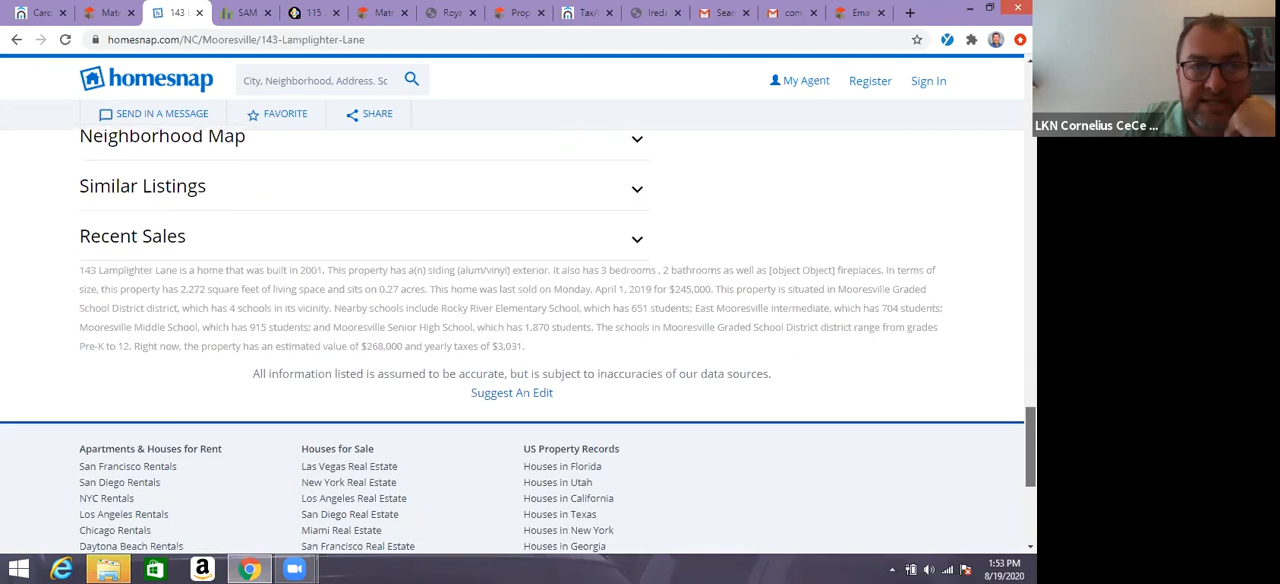 Caro
Matr
143 l
SAM
115
Matr
Roya
Prop
Tax/
Irede
Sear
com
Ema
homesnap.com/NC/Mooresville/143-Lamplighter-Lane
homesnap
City, Neighborhood, Address, Sc
My Agent
Register
Sign In
SEND IN A MESSAGE
FAVORITE
SHARE
LKN Cornelius CeCe ...
Neighborhood Map
Similar Listings
Recent Sales
143 Lamplighter Lane is a home that was built in 2001. This property has a(n) siding (alum/vinyl) exterior. It also has 3 bedrooms , 2 bathrooms as well as [object Object] fireplaces. In terms of
size, this property has 2,272 square feet of living space and sits on 0.27 acres. This home was last sold on Monday, April 1, 2019 for $245,000. This property is situated in Mooresville Graded
School District district, which has 4 schools in its vicinity. Nearby schools include Rocky River Elementary School, which has 651 students; East Mooresville Intermediate, which has 704 students;
Mooresville Middle School, which has 915 students; and Mooresville Senior High School, which has 1,870 students. The schools in Mooresville Graded School District district range from grades
Pre-K to 12. Right now, the property has an estimated value of $268,000 and yearly taxes of $3,031.
All information listed is assumed to be accurate, but is subject to inaccuracies of our data sources.
Suggest An Edit
Apartments & Houses for Rent
San Francisco Rentals
San Diego Rentals
NYC Rentals
Los Angeles Rentals
Chicago Rentals
Daytona Beach Rentals
Houses for Sale
Las Vegas Real Estate
New York Real Estate
Los Angeles Real Estate
San Diego Real Estate
Miami Real Estate
San Francisco Real Estate
US Property Records
Houses in Florida
Houses in Utah
Houses in California
Houses in Texas
Houses in New York
Houses in Georgia
1:53 PM
8/19/2020